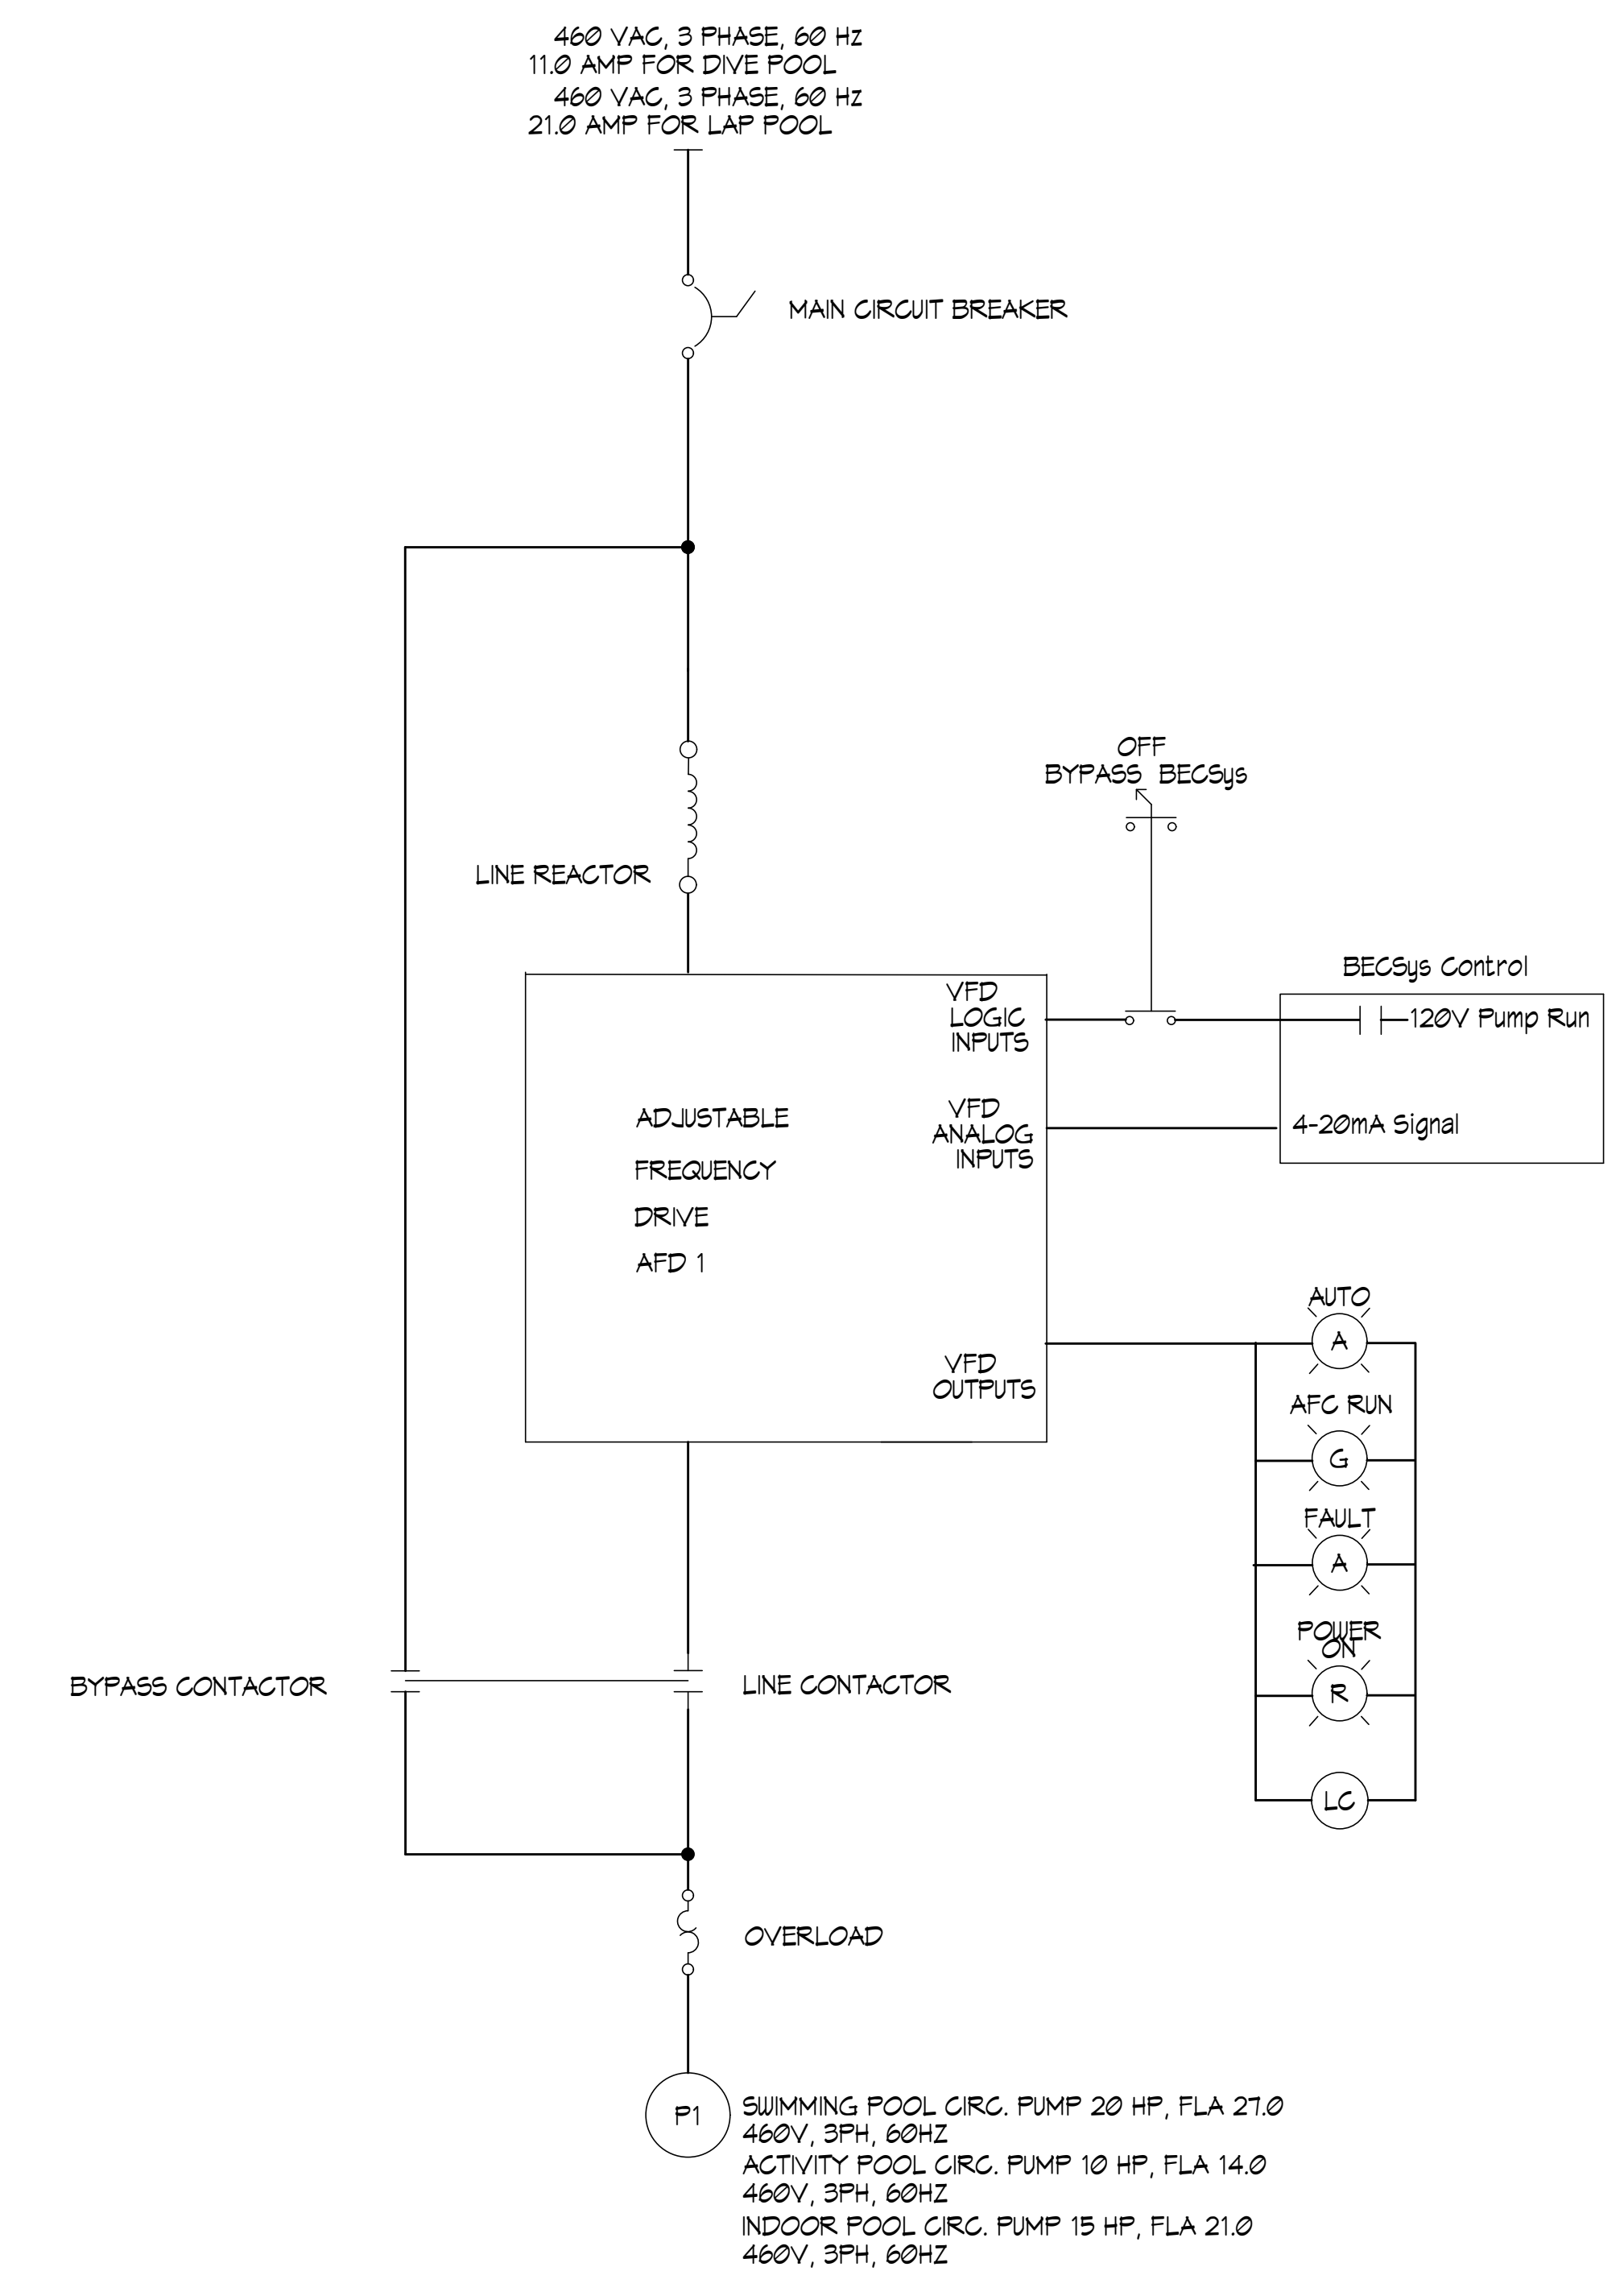 460 VAC, 3 PHASE, 60 Hz
11.0 AMP FOR DIVE POOL
460 VAC, 3 PHASE, 60 Hz
21.0 AMP FOR LAP POOL
MAIN CIRCUIT BREAKER
OFF
BYPASS BECSys
LINE REACTOR
BECSys Control
VFD
LOGIC
INPUTS
120V Pump Run
VFD
ANALOG
INPUTS
4-20mA Signal
ADJUSTABLE
FREQUENCY
DRIVE
AFD 1
VFD
OUTPUTS
AUTO
A
AFC RUN
G
FAULT
A
POWER
ON
R
LC
BYPASS CONTACTOR
LINE CONTACTOR
OVERLOAD
P1
SWIMMING POOL CIRC. PUMP 20 HP, FLA 27.0
460V, 3PH, 60HZ
ACTIVITY POOL CIRC. PUMP 10 HP, FLA 14.0
460V, 3PH, 60HZ
INDOOR POOL CIRC. PUMP 15 HP, FLA 21.0
460V, 3PH, 60HZ